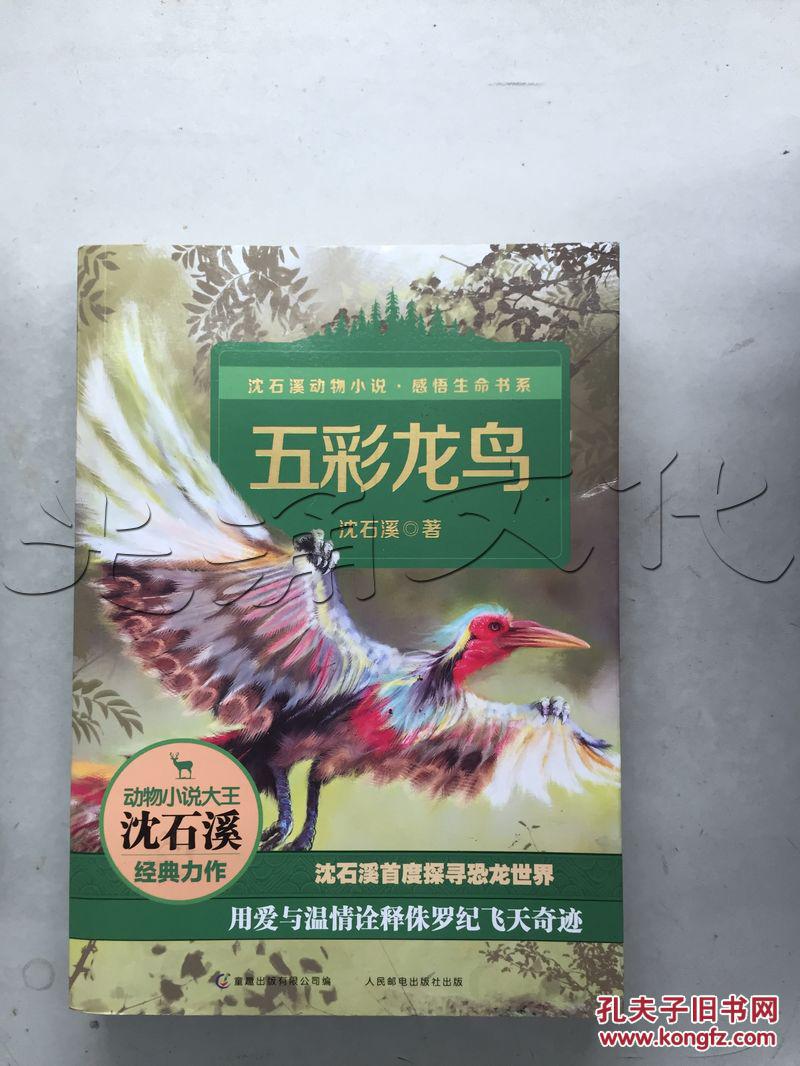 沈石溪动物小说·感悟生命书系
五彩龙鸟
沈石溪◎著
动物小说大王
沈石溪
经典力作
沈石溪首度探寻恐龙世界
用爱与温情诠释侏罗纪飞天奇迹
童趣出版有限公司编 人民邮电出版社出版
孔夫子旧书网
www.kongfz.com